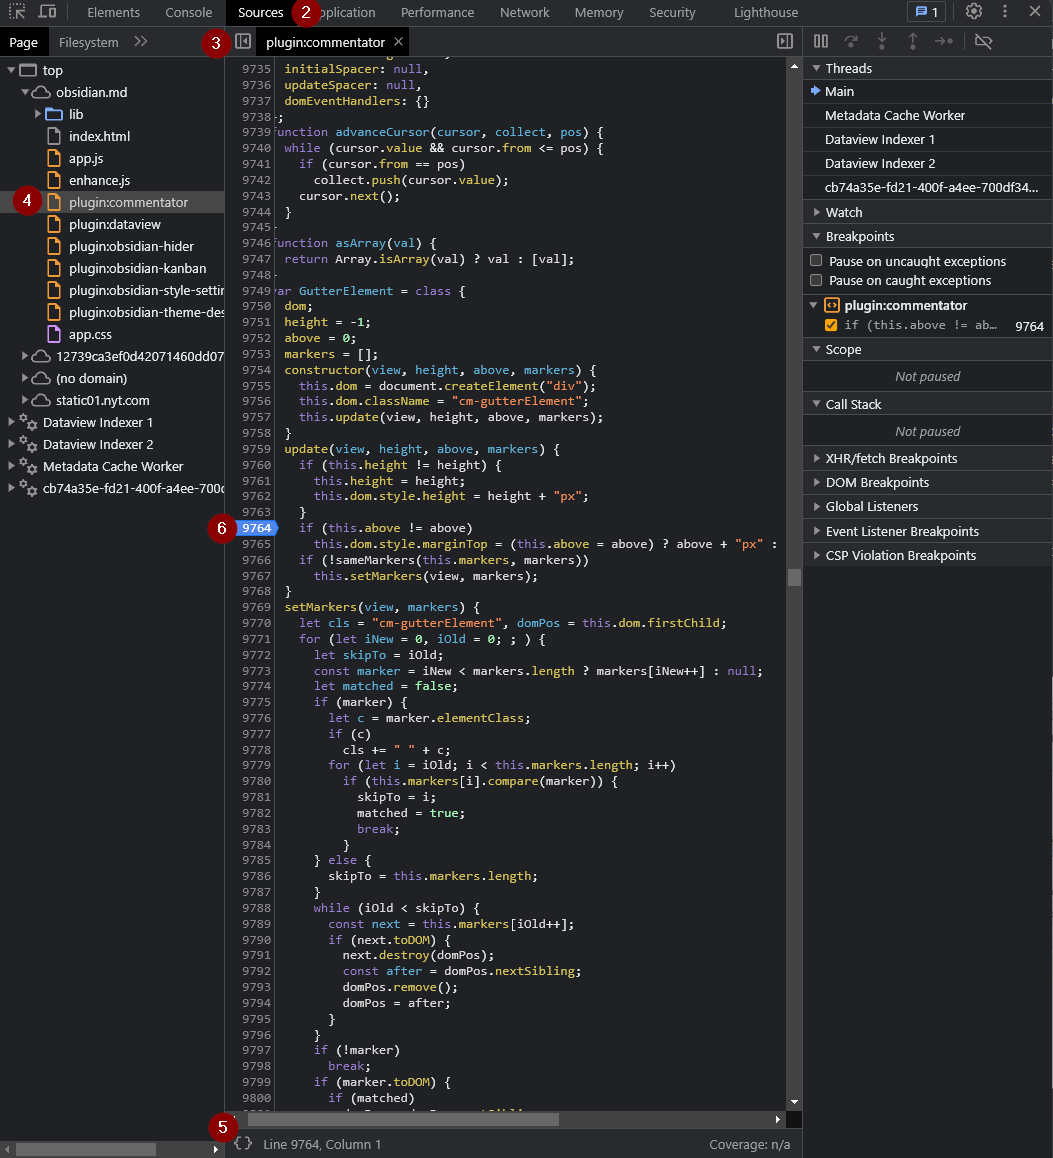 Elements Console Sources 2 pplication Performance Network Memory Security Lighthouse 1
Page Filesystem 3 plugin:commentator
top
obsidian.md
lib
index.html
app.js
enhance.js
4 plugin:commentator
plugin:dataview
plugin:obsidian-hider
plugin:obsidian-kanban
plugin:obsidian-style-settin
plugin:obsidian-theme-des
app.css
12739ca3ef0d42071460dd07
(no domain)
static01.nyt.com
Dataview Indexer 1
Dataview Indexer 2
Metadata Cache Worker
cb74a35e-fd21-400f-a4ee-700d
9735 initialSpacer: null,
9736 updateSpacer: null,
9737 domEventHandlers: {}
9738 ;
9739 function advanceCursor(cursor, collect, pos) {
9740 while (cursor.value && cursor.from <= pos) {
9741 if (cursor.from == pos)
9742 collect.push(cursor.value);
9743 cursor.next();
9744 }
9745
9746 function asArray(val) {
9747 return Array.isArray(val) ? val : [val];
9748
9749 ar GutterElement = class {
9750 dom;
9751 height = -1;
9752 above = 0;
9753 markers = [];
9754 constructor(view, height, above, markers) {
9755 this.dom = document.createElement("div");
9756 this.dom.className = "cm-gutterElement";
9757 this.update(view, height, above, markers);
9758 }
9759 update(view, height, above, markers) {
9760 if (this.height != height) {
9761 this.height = height;
9762 this.dom.style.height = height + "px";
9763 }
6 9764 if (this.above != above)
9765 this.dom.style.marginTop = (this.above = above) ? above + "px" :
9766 if (!sameMarkers(this.markers, markers))
9767 this.setMarkers(view, markers);
9768 }
9769 setMarkers(view, markers) {
9770 let cls = "cm-gutterElement", domPos = this.dom.firstChild;
9771 for (let iNew = 0, iOld = 0; ; ) {
9772 let skipTo = iOld;
9773 const marker = iNew < markers.length ? markers[iNew++] : null;
9774 let matched = false;
9775 if (marker) {
9776 let c = marker.elementClass;
9777 if (c)
9778 cls += " " + c;
9779 for (let i = iOld; i < this.markers.length; i++)
9780 if (this.markers[i].compare(marker)) {
9781 skipTo = i;
9782 matched = true;
9783 break;
9784 }
9785 } else {
9786 skipTo = this.markers.length;
9787 }
9788 while (iOld < skipTo) {
9789 const next = this.markers[iOld++];
9790 if (next.toDOM) {
9791 next.destroy(domPos);
9792 const after = domPos.nextSibling;
9793 domPos.remove();
9794 domPos = after;
9795 }
9796 }
9797 if (!marker)
9798 break;
9799 if (marker.toDOM) {
9800 if (matched)
5 {} Line 9764, Column 1 Coverage: n/a
Threads
Main
Metadata Cache Worker
Dataview Indexer 1
Dataview Indexer 2
cb74a35e-fd21-400f-a4ee-700df34...
Watch
Breakpoints
Pause on uncaught exceptions
Pause on caught exceptions
plugin:commentator
if (this.above != ab… 9764
Scope
Not paused
Call Stack
Not paused
XHR/fetch Breakpoints
DOM Breakpoints
Global Listeners
Event Listener Breakpoints
CSP Violation Breakpoints